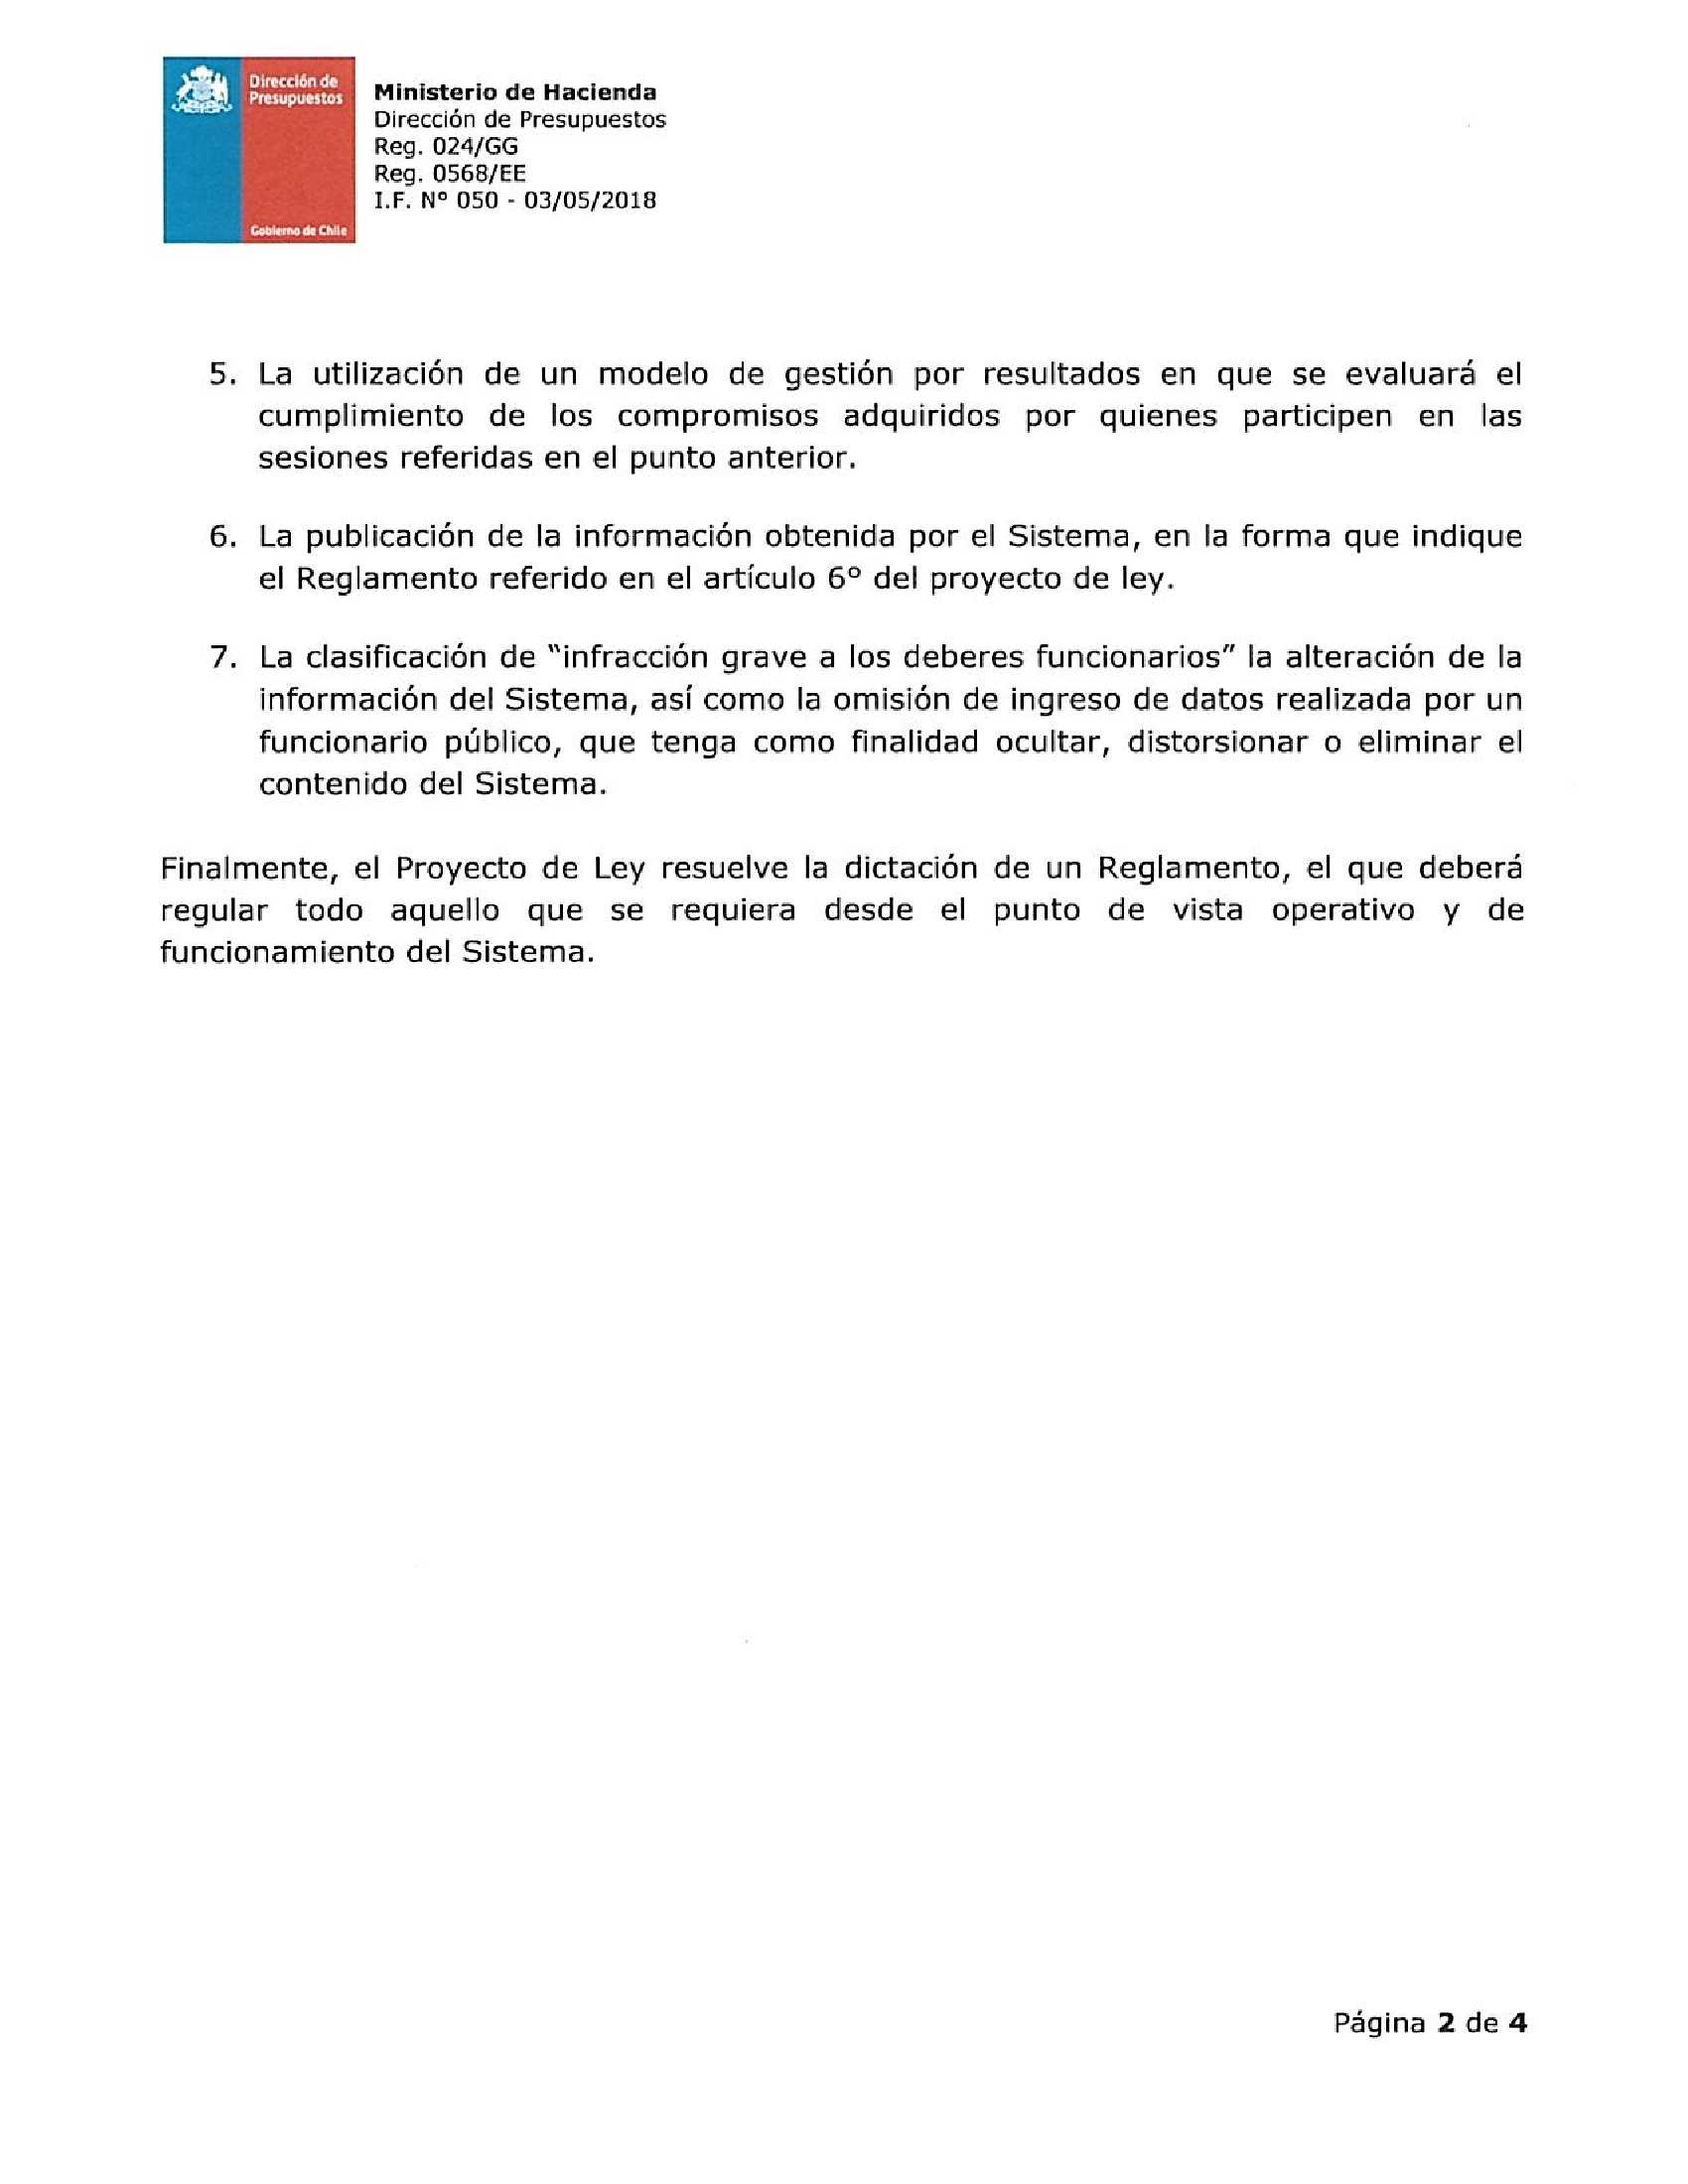 Dirección de
Presupuestos
Gobierno de Chile
Ministerio de Hacienda
Dirección de Presupuestos
Reg. 024/GG
Reg. 0568/EE
I.F. Nº 050 - 03/05/2018
5. La utilización de un modelo de gestión por resultados en que se evaluará el
cumplimiento de los compromisos adquiridos por quienes participen en las
sesiones referidas en el punto anterior.
6. La publicación de la información obtenida por el Sistema, en la forma que indique
el Reglamento referido en el artículo 6º del proyecto de ley.
7. La clasificación de "infracción grave a los deberes funcionarios" la alteración de la
información del Sistema, así como la omisión de ingreso de datos realizada por un
funcionario público, que tenga como finalidad ocultar, distorsionar o eliminar el
contenido del Sistema.
Finalmente, el Proyecto de Ley resuelve la dictación de un Reglamento, el que deberá
regular todo aquello que se requiera desde el punto de vista operativo y de
funcionamiento del Sistema.
Página 2 de 4